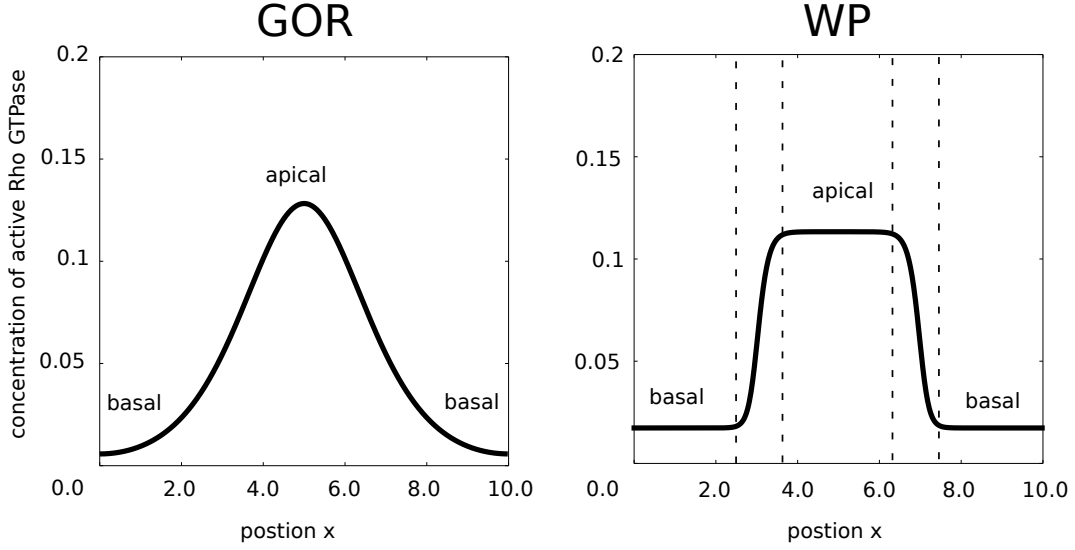 GOR
WP
concentration of active Rho GTPase
0.2
0.15
0.1
0.05
0.0
apical
basal
basal
2.0
4.0
6.0
8.0
10.0
postion x
0.2
0.15
0.1
0.05
0.0
apical
basal
basal
2.0
4.0
6.0
8.0
10.0
postion x